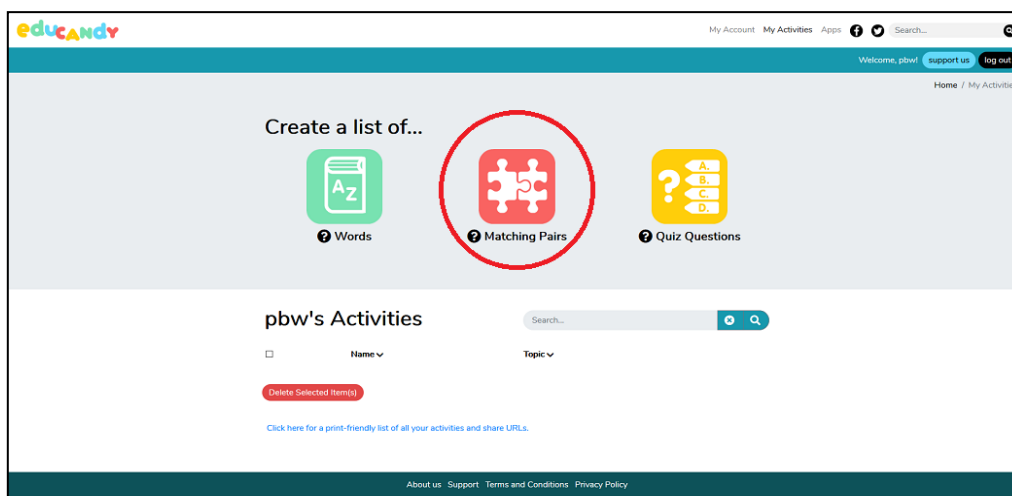 educandy
My Account My Activities Apps Search...
Welcome, pbw! support us log out
Home / My Activitie
Create a list of...
A Z
? A.
B.
C.
D.
? Words ? Matching Pairs ? Quiz Questions
pbw's Activities Search...
Name Topic
Delete Selected Item(s)
Click here for a print-friendly list of all your activities and share URLs.
About us Support Terms and Conditions Privacy Policy